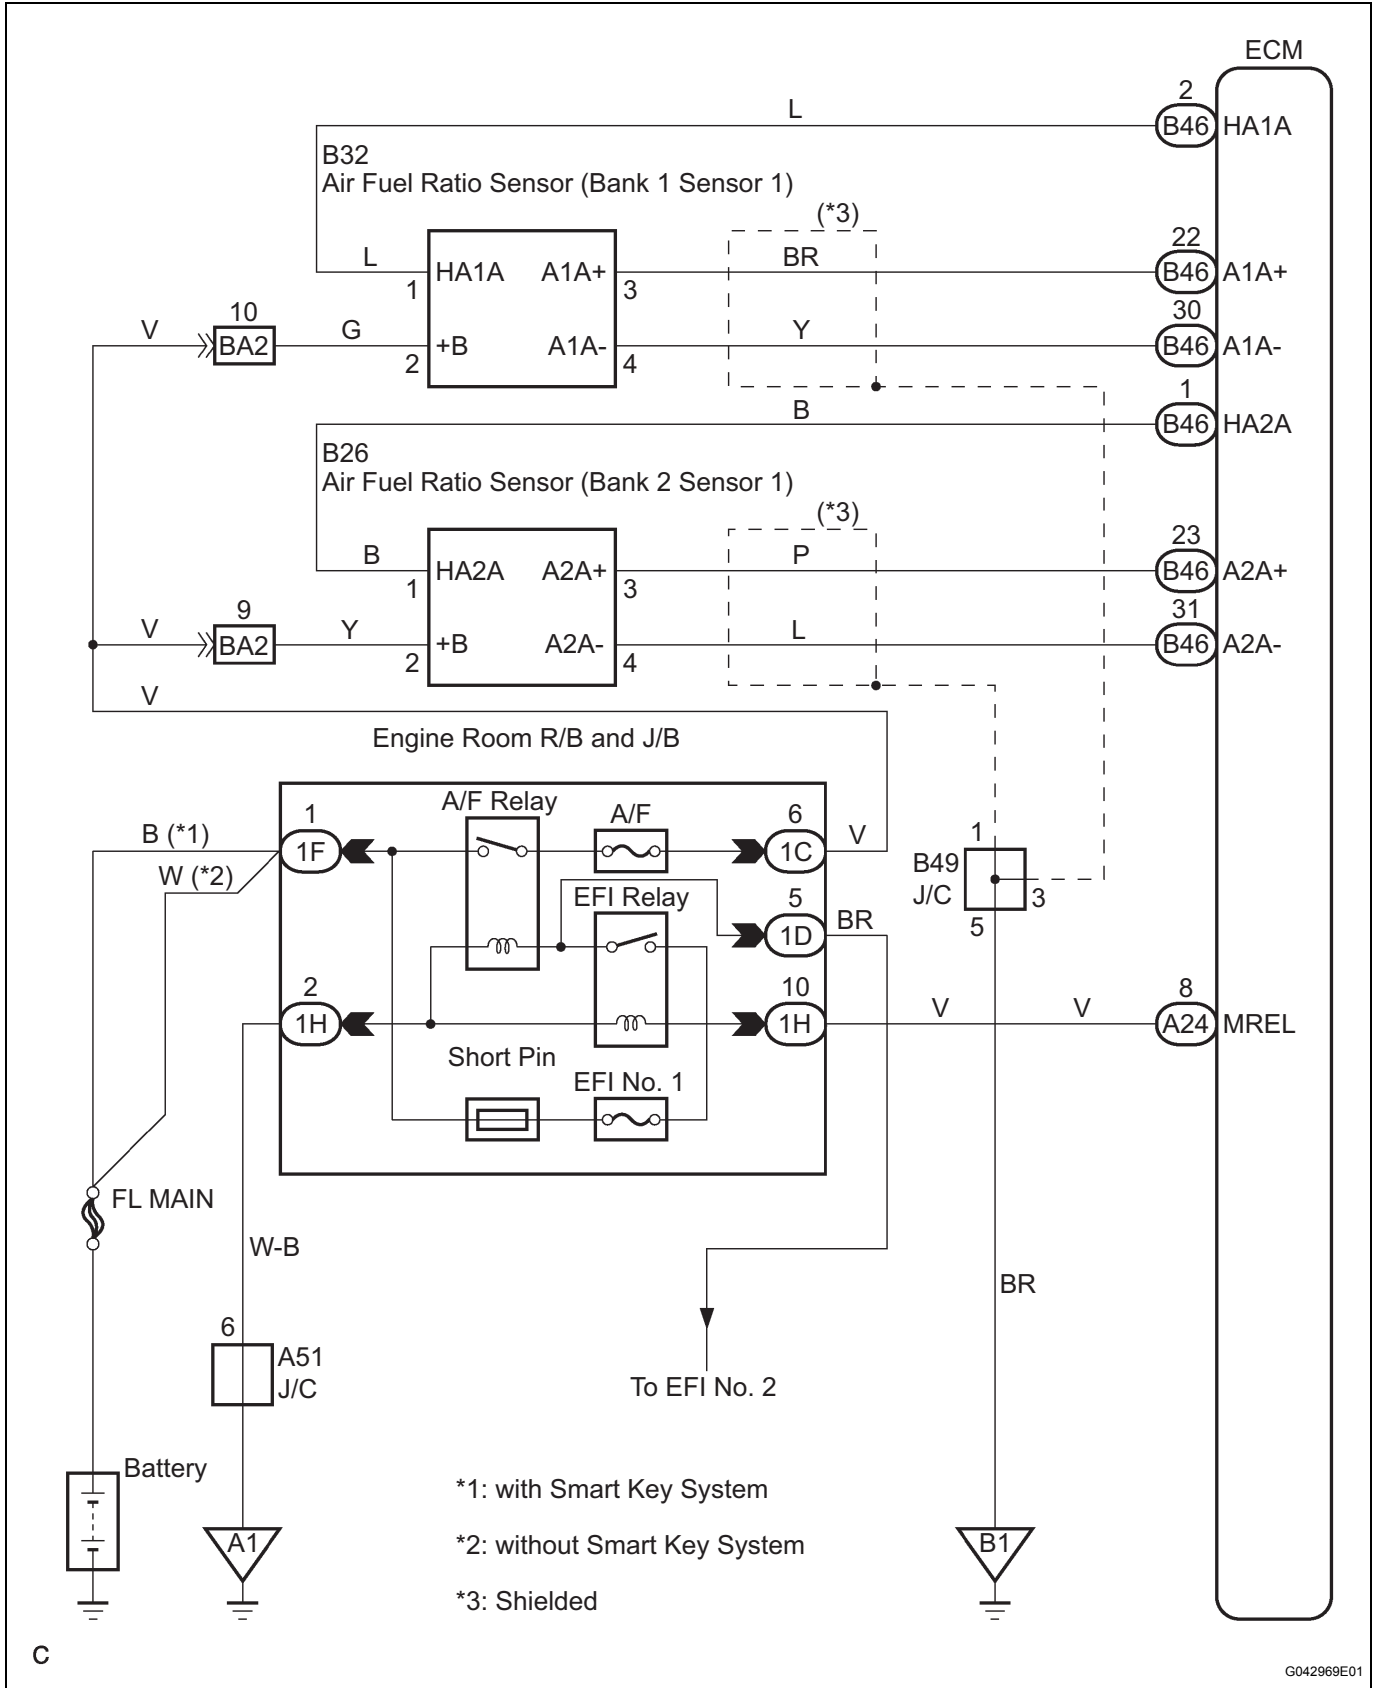 ECM
2
L
B46 HA1A
B32
Air Fuel Ratio Sensor (Bank 1 Sensor 1)
(*3)
22
L
HA1A
A1A+
BR
B46 A1A+
1
3
10
30
V
BA2
G
+B
A1A-
Y
B46 A1A-
2
4
1
B
B46 HA2A
B26
Air Fuel Ratio Sensor (Bank 2 Sensor 1)
(*3)
23
B
HA2A
A2A+
P
B46 A2A+
1
3
9
31
V
BA2
Y
+B
A2A-
L
B46 A2A-
2
4
V
Engine Room R/B and J/B
A/F Relay
1
A/F
6
B (*1)
1F
1C
V
1
W (*2)
B49
J/C
3
EFI Relay
5
5
1D
BR
2
10
8
1H
1H
V
V
A24 MREL
Short Pin
EFI No. 1
FL MAIN
W-B
BR
6
A51
J/C
To EFI No. 2
Battery
*1: with Smart Key System
A1
B1
*2: without Smart Key System
*3: Shielded
C
G042969E01